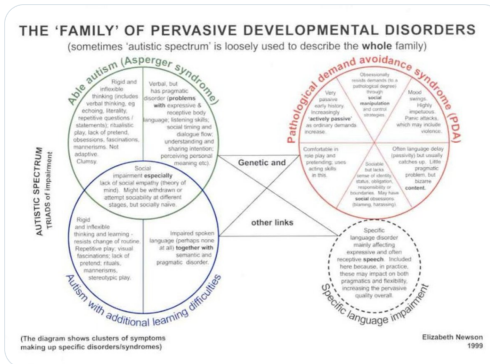 THE 'FAMILY' OF PERVASIVE DEVELOPMENTAL DISORDERS
(sometimes 'autistic spectrum' is loosely used to describe the whole family)
Able autism (Asperger syndrome)
Rigid and
inflexible
thinking (includes
verbal thinking, eg
echoing, literality,
repetitive questions /
statements); ritualistic
play, lack of pretend,
obsessions, fascinations,
mannerisms. Not
adaptive.
Clumsy.
Verbal, but
has pragmatic
disorder (problems
with expressive &
receptive body
language; listening skills;
social timing and
dialogue flow;
understanding and
sharing intention;
perceiving personal
meaning etc).
Social
impairment especially
lack of social empathy (theory of
mind). Might be withdrawn or
attempt sociability at different
stages, but socially naive.
Rigid
and inflexible
thinking and learning -
resists change of routine.
Repetitive play; visual
fascinations; lack of
pretend; rituals,
mannerisms,
stereotypic play.
Impaired spoken
language (perhaps none
at all) together with
semantic and
pragmatic disorder.
Autism with additional learning difficulties
AUTISTIC SPECTRUM
TRIADS of impairment
Genetic and
other links
Pathological demand avoidance syndrome (PDA)
Very
passive
early history,
increasingly
'actively passive'
as ordinary demands
increase.
Obsessionally
avoids demands (to a
pathological degree)
through
social
manipulation
and control
strategies.
Mood
swings.
Highly
impulsive.
Panic attacks,
which may include
violence.
Comfortable in
role play and
pretending; uses
acting skills
in this.
Sociable
but lacks
sense of identity,
status, obligation,
responsibility or
boundaries. May have
social obsessions
Often language delay
(passivity) but usually
catches up. Little
pragmatic
problem, but
bizarre
content.
Specific
language disorder
mainly affecting
expressive and often
receptive speech. Included
here because, in practice,
these may impact on both
pragmatics and flexibility,
increasing the pervasive
quality overall.
Specific language impairment
(The diagram shows clusters of symptoms
making up specific disorders/syndromes)
Elizabeth Newson
1999